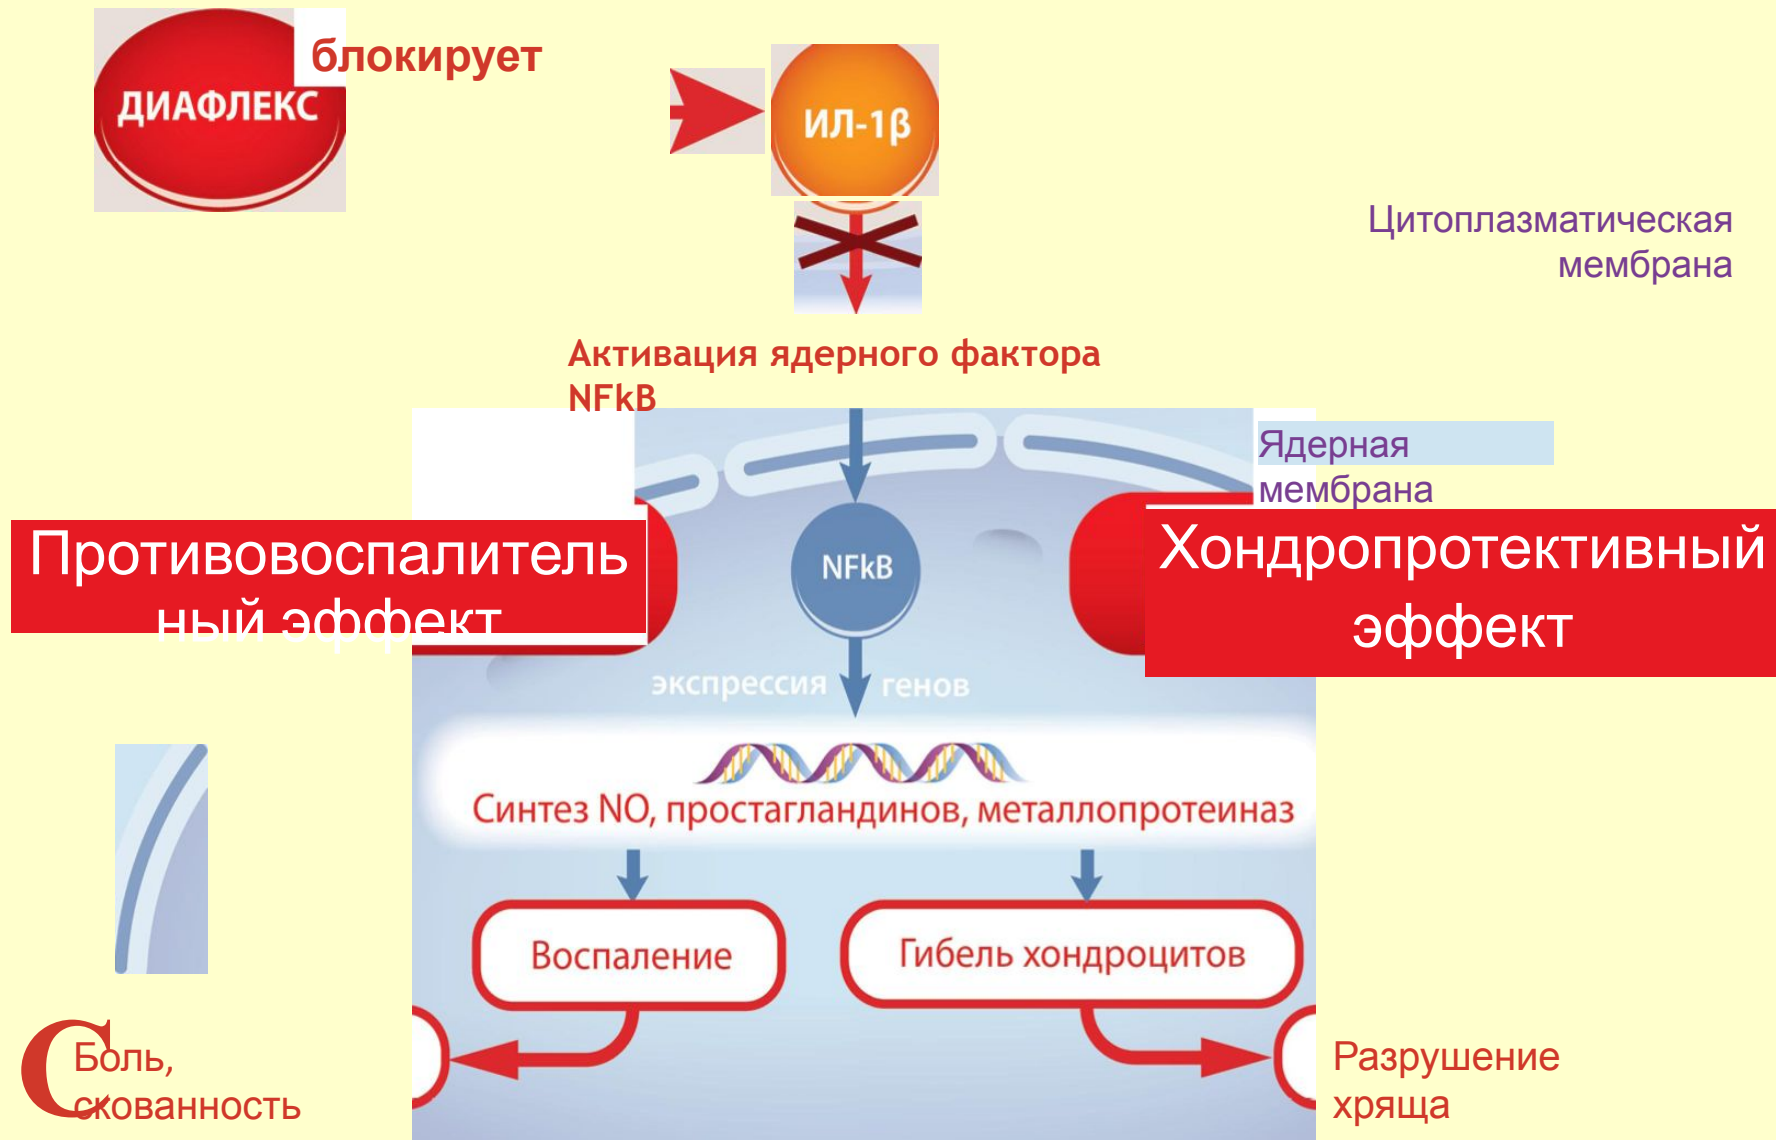 ДИАФЛЕКС
блокирует
ИЛ-1β
Цитоплазматическая
мембрана
Активация ядерного фактора
NFkB
Ядерная
мембрана
Противовоспалитель
ный эффект
NFkB
Хондропротективный
эффект
экспрессия генов
Синтез NO, простагландинов, металлопротеиназ
Воспаление
Гибель хондроцитов
С
Боль,
скованность
Разрушение
хряща